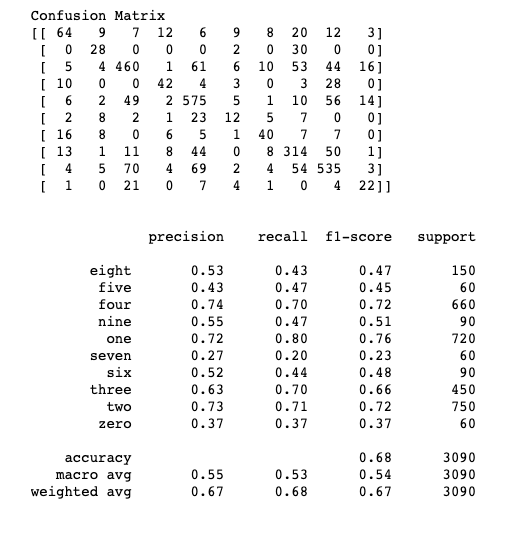 Confusion Matrix
[[ 64 9 7 12 6 9 8 20 12 3]
[ 0 28 0 0 0 2 0 30 0 0]
[ 5 4 460 1 61 6 10 53 44 16]
[ 10 0 0 42 4 3 0 3 28 0]
[ 6 2 49 2 575 5 1 10 56 14]
[ 2 8 2 1 23 12 5 7 0 0]
[ 16 8 0 6 5 1 40 7 7 0]
[ 13 1 11 8 44 0 8 314 50 1]
[ 4 5 70 4 69 2 4 54 535 3]
[ 1 0 21 0 7 4 1 0 4 22]]
precision recall f1-score support
eight 0.53 0.43 0.47 150
five 0.43 0.47 0.45 60
four 0.74 0.70 0.72 660
nine 0.55 0.47 0.51 90
one 0.72 0.80 0.76 720
seven 0.27 0.20 0.23 60
six 0.52 0.44 0.48 90
three 0.63 0.70 0.66 450
two 0.73 0.71 0.72 750
zero 0.37 0.37 0.37 60
accuracy 0.68 3090
macro avg 0.55 0.53 0.54 3090
weighted avg 0.67 0.68 0.67 3090